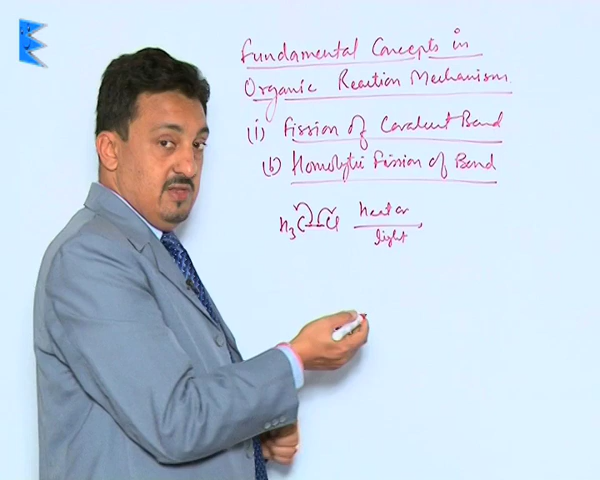 Fundamental Concepts in
Organic Reaction Mechanism
(i) Fission of Covalent Bond
(b) Homolytic Fission of Bond
H₃C—Cl heat or
light